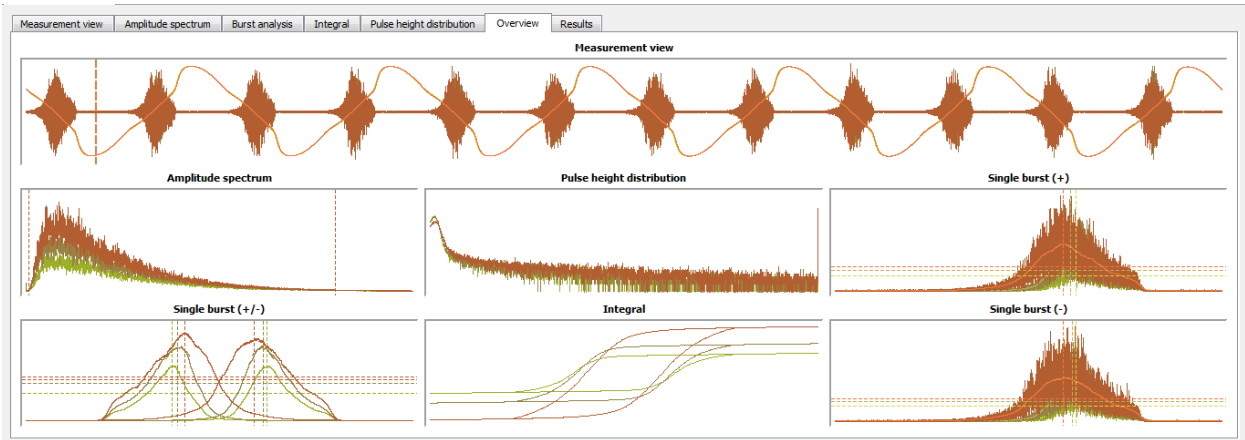 Measurement view Amplitude spectrum Burst analysis Integral Pulse height distribution Overview Results
Measurement view
Amplitude spectrum Pulse height distribution Single burst (+)
Single burst (+/-) Integral Single burst (-)